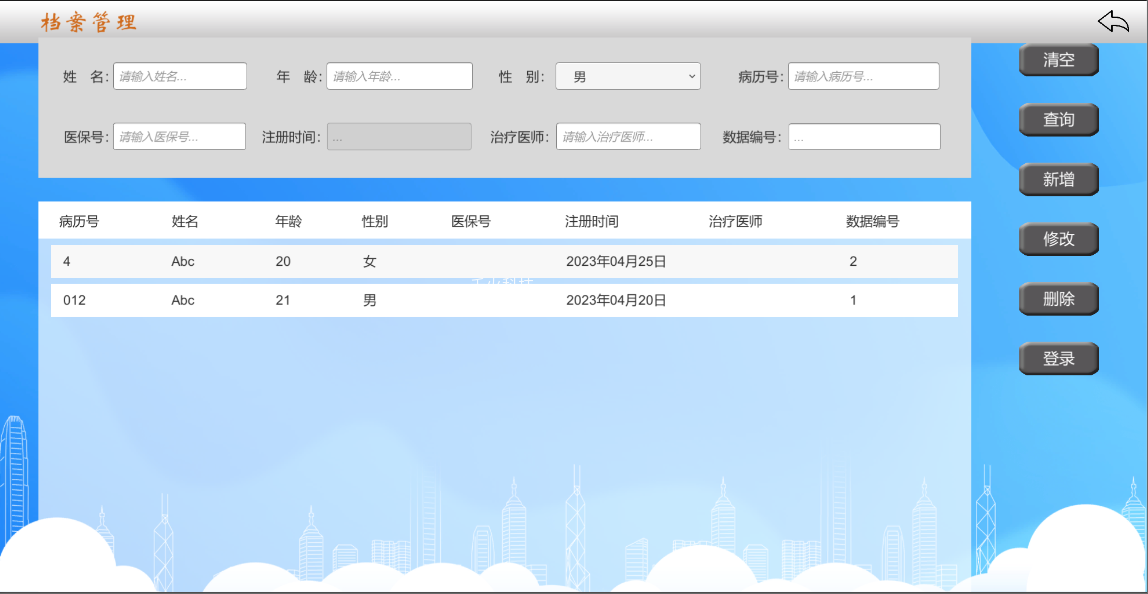 档案管理
姓 名: 请输入姓名... 年 龄: 请输入年龄... 性 别: 男 病历号: 请输入病历号... 清空
医保号: 请输入医保号... 注册时间: ... 治疗医师: 请输入治疗医师... 数据编号: ... 查询
新增
病历号 姓名 年龄 性别 医保号 注册时间 治疗医师 数据编号
修改
4 Abc 20 女 2023年04月25日 2
012 Abc 21 男 2023年04月20日 1
删除
登录